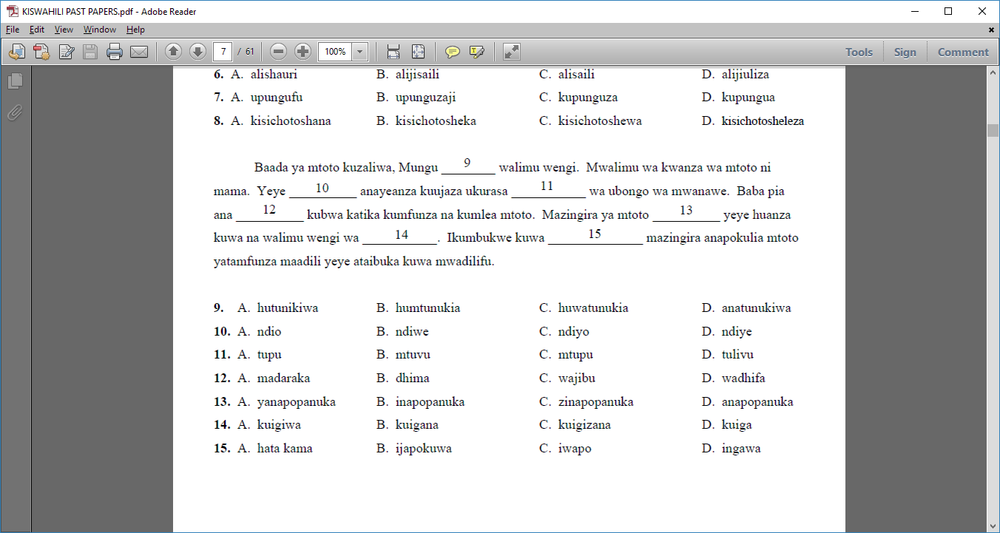 KISWAHILI PAST PAPERS.pdf - Adobe Reader
File Edit View Window Help
7 / 61 100% Tools Sign Comment
6. A. alishauri B. alijisaili C. alisaili D. alijiuliza
7. A. upungufu B. upunguzaji C. kupunguza D. kupungua
8. A. kisichotoshana B. kisichotosheka C. kisichotoshewa D. kisichotosheleza
Baada ya mtoto kuzaliwa, Mungu ___9___ walimu wengi. Mwalimu wa kwanza wa mtoto ni
mama. Yeye ___10___ anayeanza kuujaza ukurasa ___11___ wa ubongo wa mwanawe. Baba pia
ana ___12___ kubwa katika kumfunza na kumlea mtoto. Mazingira ya mtoto ___13___ yeye huanza
kuwa na walimu wengi wa ___14___. Ikumbukwe kuwa ___15___ mazingira anapokulia mtoto
yatamfunza maadili yeye ataibuka kuwa mwadilifu.
9. A. hutunikiwa B. humtunukia C. huwatunukia D. anatunukiwa
10. A. ndio B. ndiwe C. ndiyo D. ndiye
11. A. tupu B. mtuvu C. mtupu D. tulivu
12. A. madaraka B. dhima C. wajibu D. wadhifa
13. A. yanapopanuka B. inapopanuka C. zinapopanuka D. anapopanuka
14. A. kuigiwa B. kuigana C. kuigizana D. kuiga
15. A. hata kama B. ijapokuwa C. iwapo D. ingawa